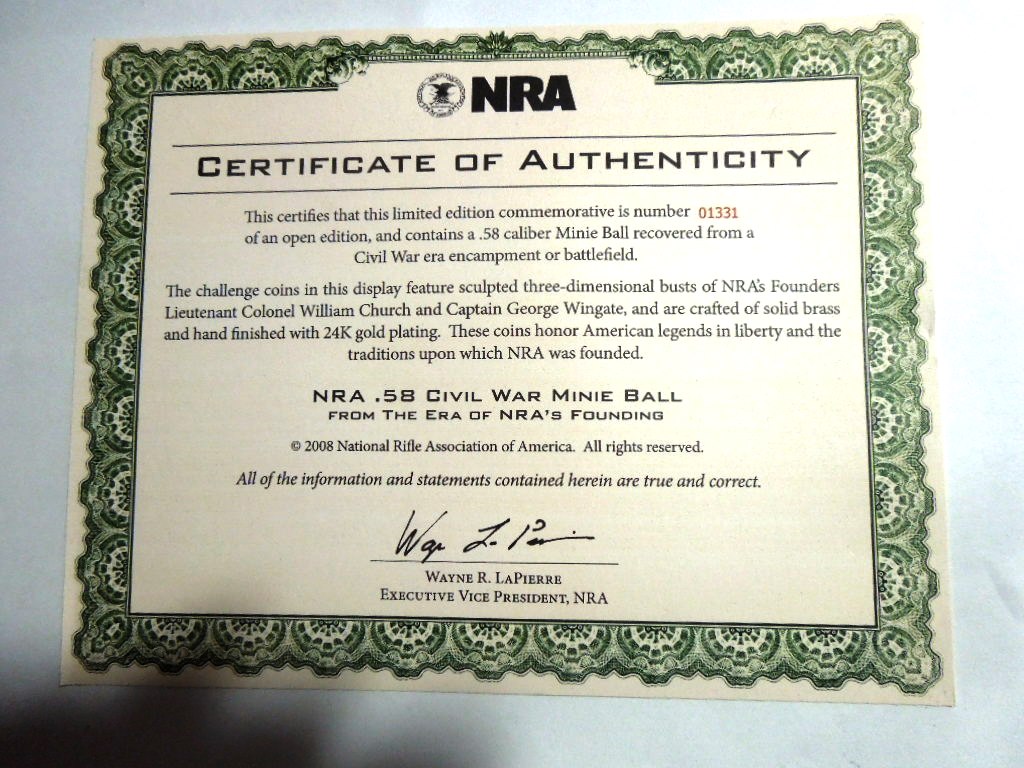 NRA
CERTIFICATE OF AUTHENTICITY
This certifies that this limited edition commemorative is number 01331
of an open edition, and contains a .58 caliber Minie Ball recovered from a
Civil War era encampment or battlefield.
The challenge coins in this display feature sculpted three-dimensional busts of NRA's Founders
Lieutenant Colonel William Church and Captain George Wingate, and are crafted of solid brass
and hand finished with 24K gold plating. These coins honor American legends in liberty and the
traditions upon which NRA was founded.
NRA .58 CIVIL WAR MINIE BALL
FROM THE ERA OF NRA'S FOUNDING
© 2008 National Rifle Association of America. All rights reserved.
All of the information and statements contained herein are true and correct.
WAYNE R. LAPIERRE
EXECUTIVE VICE PRESIDENT, NRA